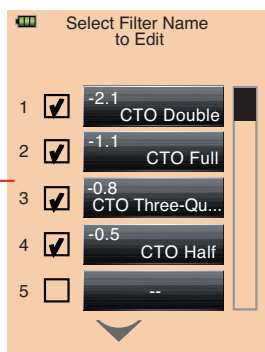 Select Filter Name
to Edit
1
-2.1
CTO Double
2
-1.1
CTO Full
3
-0.8
CTO Three-Qu...
4
-0.5
CTO Half
5
--